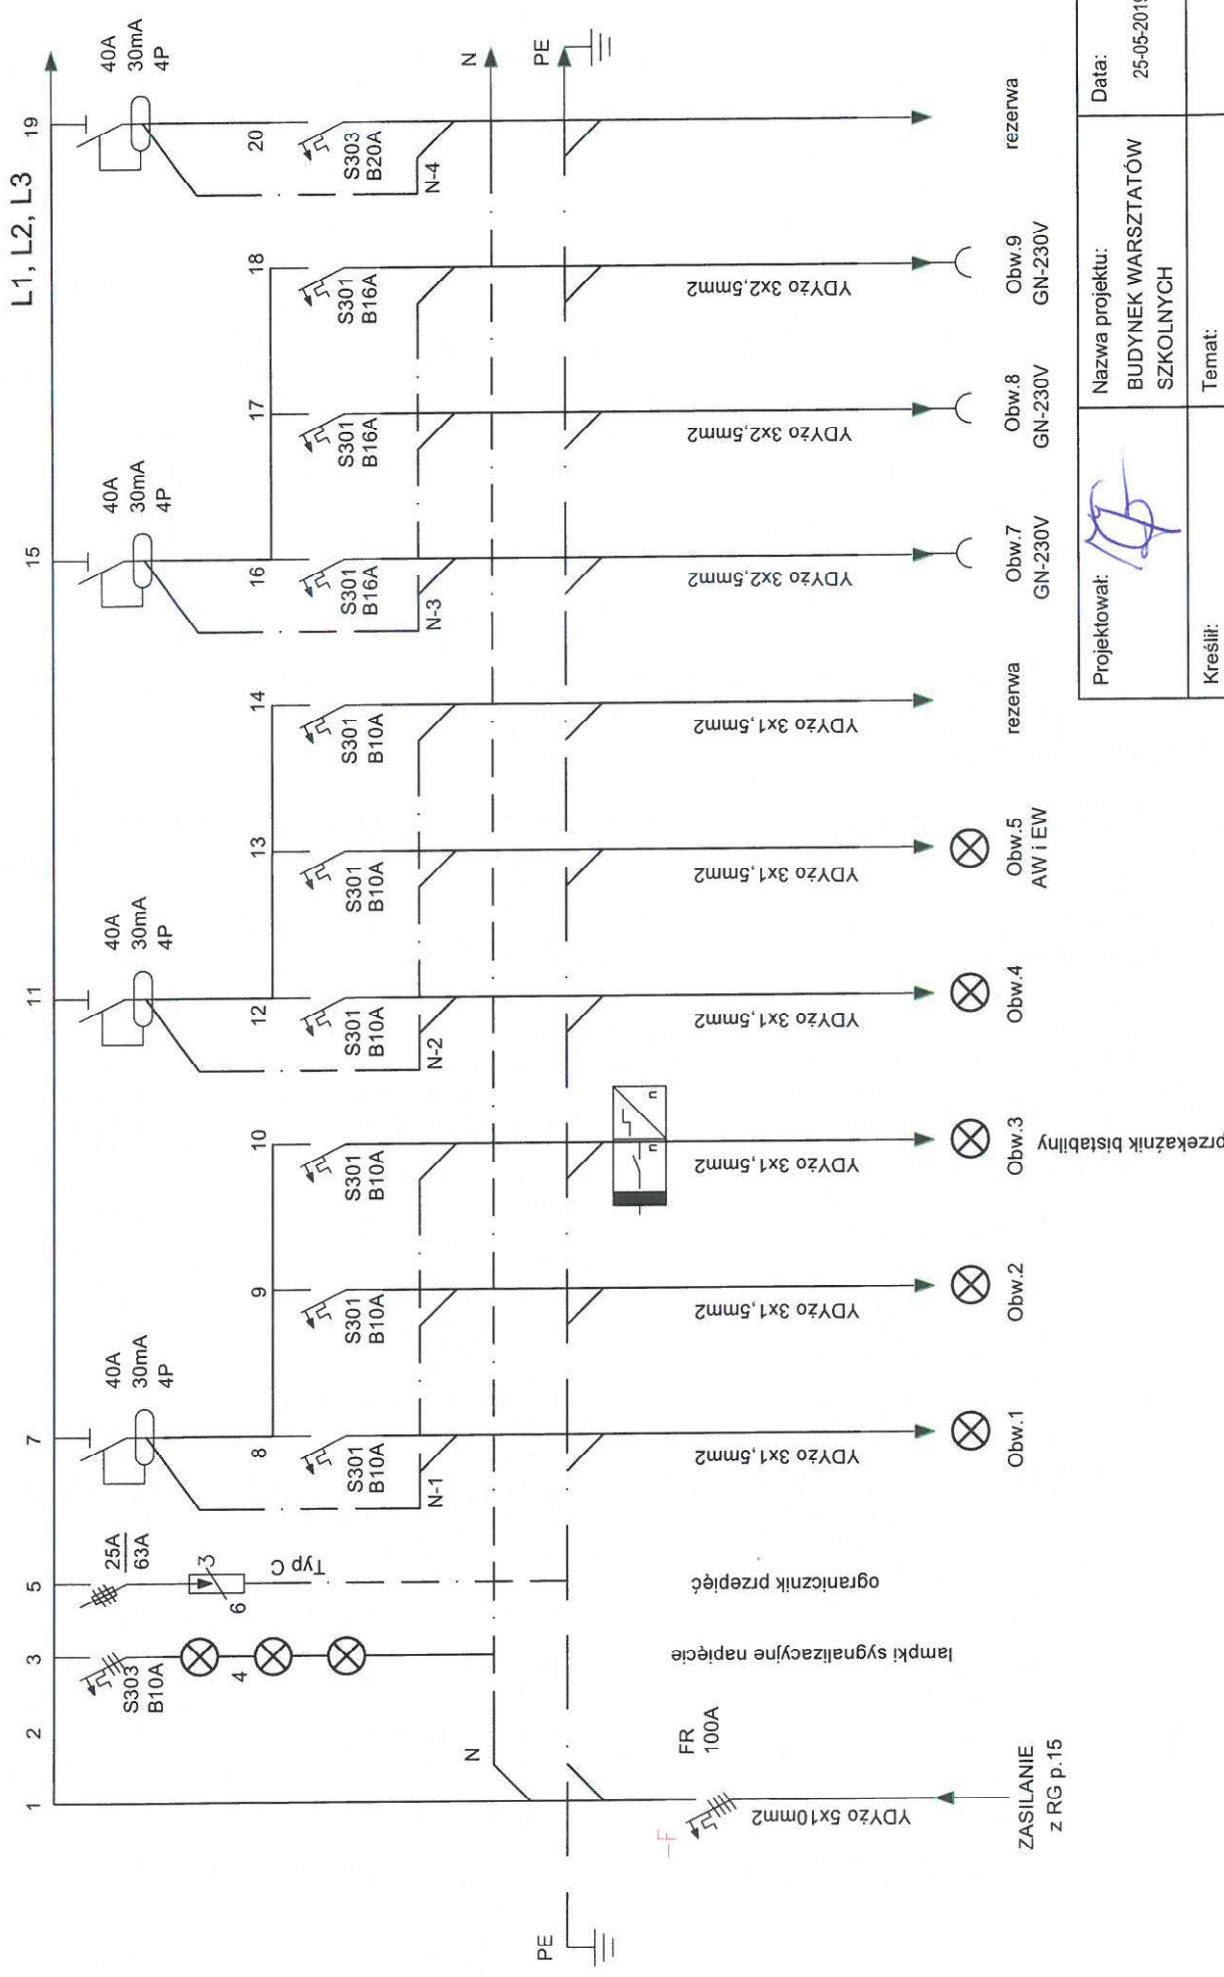 L1, L2, L3
1
2
3
5
7
11
15
19
S303
B10A
4
25A
63A
3
6
Typ C
40A
30mA
4P
40A
30mA
4P
40A
30mA
4P
40A
30mA
4P
8
9
10
12
13
14
16
17
18
20
S301
B10A
S301
B10A
S301
B10A
S301
B10A
S301
B10A
S301
B10A
S301
B16A
S301
B16A
S301
B16A
S303
B20A
N-1
N-2
N-3
N-4
N
N
PE
PE
-F
FR
100A
YDYżo 5x10mm2
lampki sygnalizacyjne napięcie
ogranicznik przepięć
n
n
YDYżo 3x1,5mm2
YDYżo 3x1,5mm2
YDYżo 3x1,5mm2
YDYżo 3x1,5mm2
YDYżo 3x1,5mm2
YDYżo 3x1,5mm2
YDYżo 3x2,5mm2
YDYżo 3x2,5mm2
YDYżo 3x2,5mm2
ZASILANIE
z RG p.15
Obw.1
Obw.2
Obw.3
przekaźnik bistabilny
Obw.4
Obw.5
AW i EW
rezerwa
Obw.7
GN-230V
Obw.8
GN-230V
Obw.9
GN-230V
rezerwa
Projektował:
Nazwa projektu:
BUDYNEK WARSZTATÓW
SZKOLNYCH
Data:
25-05-2019
Kreślił:
Temat: